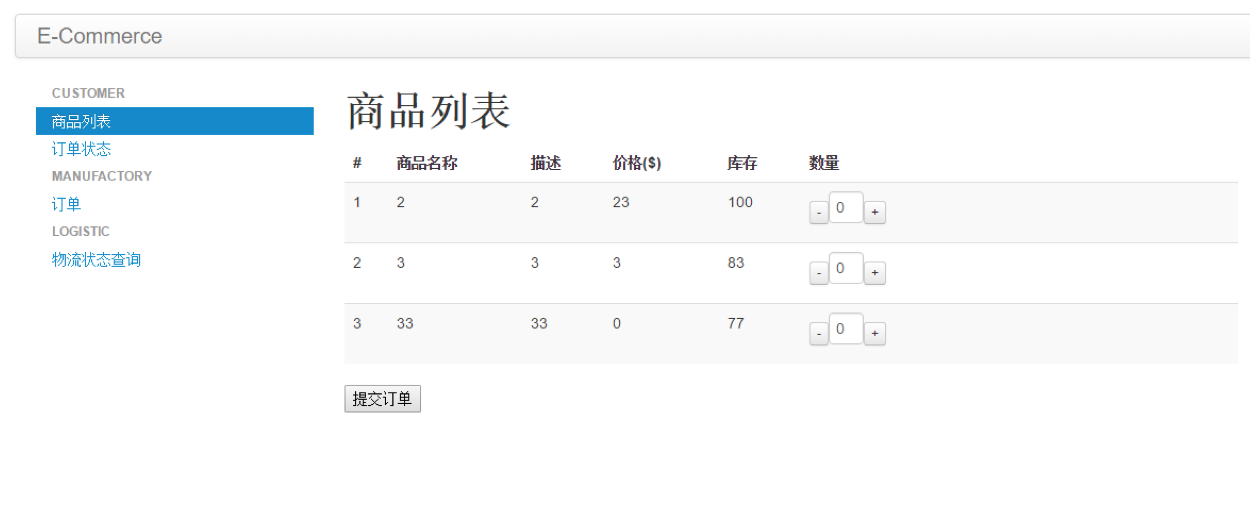 E-Commerce
CUSTOMER
商品列表
订单状态
MANUFACTORY
订单
LOGISTIC
物流状态查询
商品列表
# 商品名称 描述 价格($) 库存 数量
1 2 2 23 100 - 0 +
2 3 3 3 83 - 0 +
3 33 33 0 77 - 0 +
提交订单